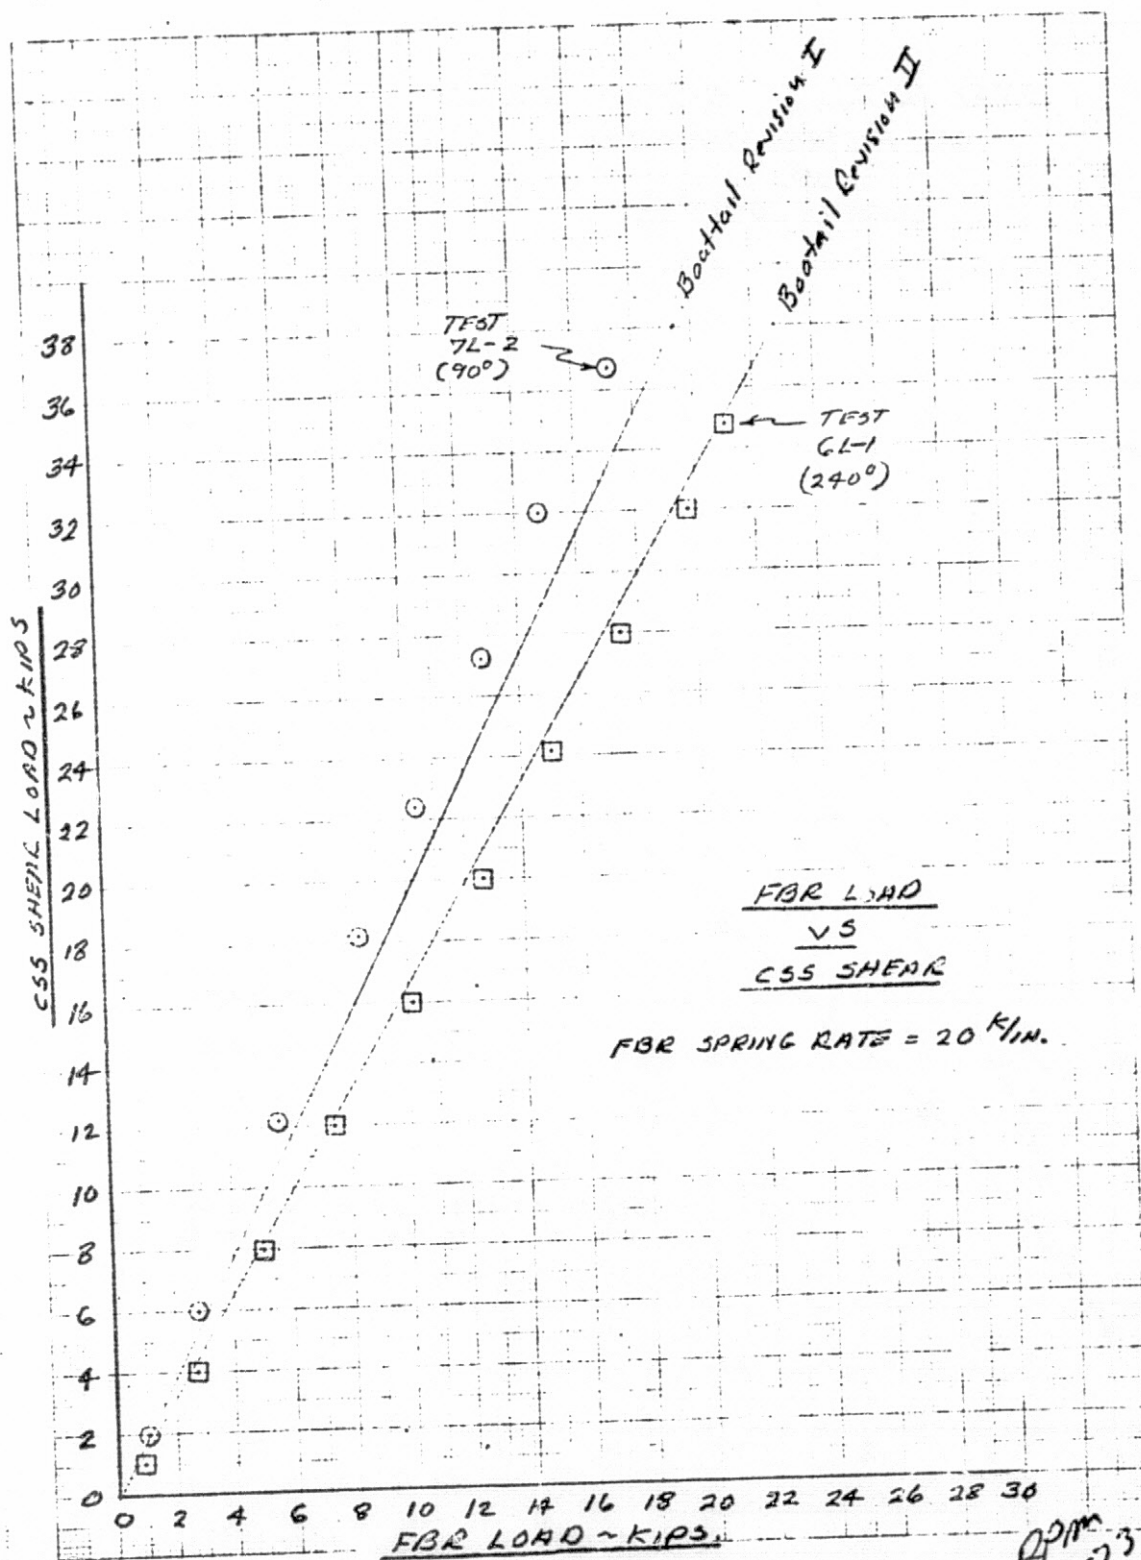 Boattail Revision I
Boatail Revision II
TEST
7L-2
(90°)
TEST
6L-1
(240°)
38
36
34
32
30
28
26
24
22
20
18
16
14
12
10
8
6
4
2
0
CSS SHEAR LOAD ~ KIPS
FBR LOAD
VS
CSS SHEAR
FBR SPRING RATE = 20 K/IN.
0 2 4 6 8 10 12 14 16 18 20 22 24 26 28 30
FBR LOAD ~ KIPS